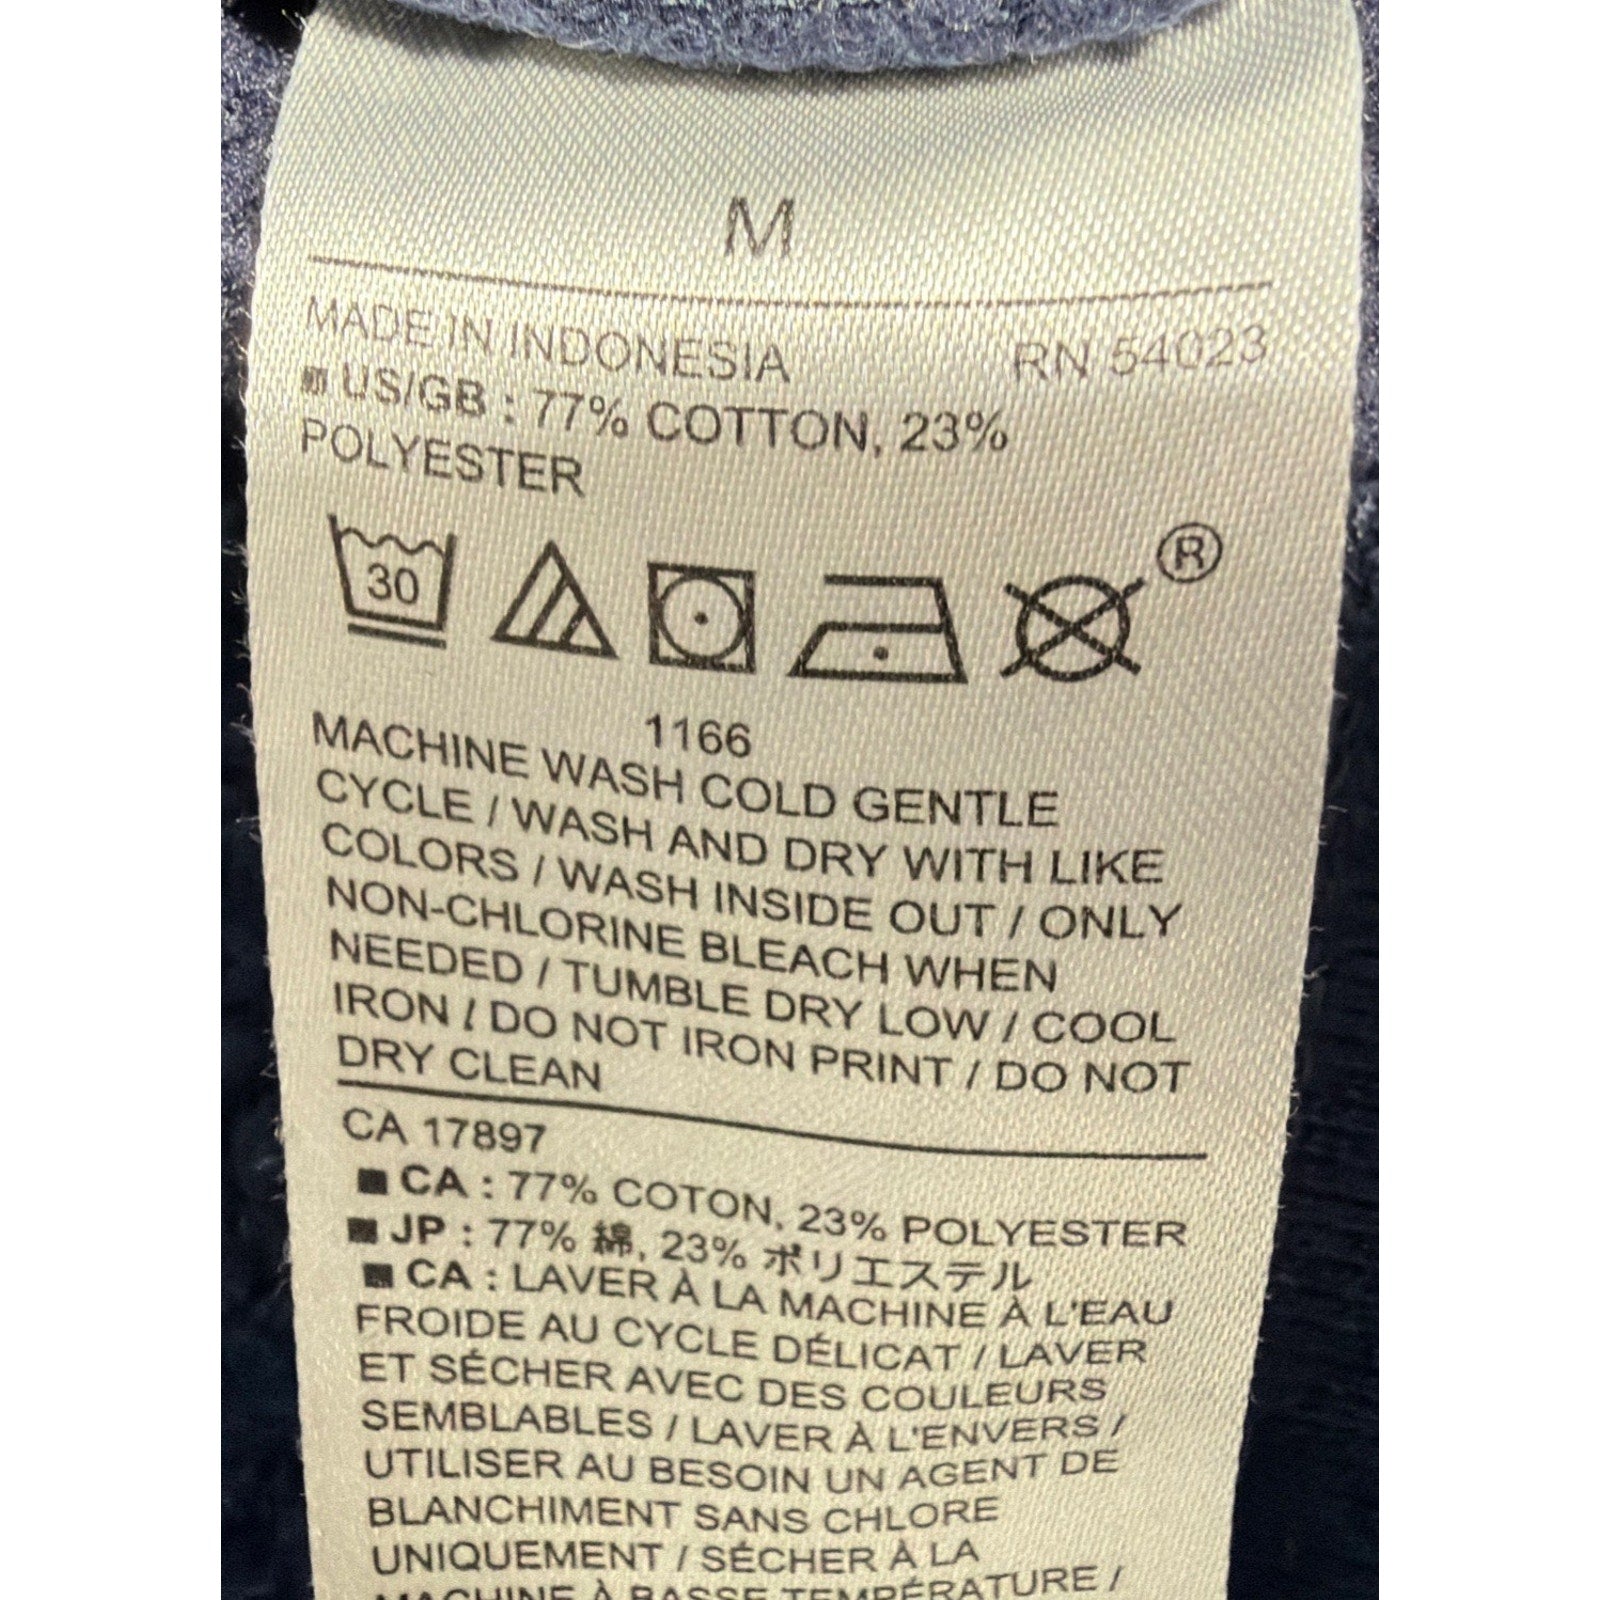 M
MADE IN INDONESIA RN 54023
■ US/GB : 77% COTTON, 23%
POLYESTER
30
®
1166
MACHINE WASH COLD GENTLE
CYCLE / WASH AND DRY WITH LIKE
COLORS / WASH INSIDE OUT / ONLY
NON-CHLORINE BLEACH WHEN
NEEDED / TUMBLE DRY LOW / COOL
IRON / DO NOT IRON PRINT / DO NOT
DRY CLEAN
CA 17897
■ CA : 77% COTON, 23% POLYESTER
■ JP : 77% 綿, 23% ポリエステル
■ CA : LAVER À LA MACHINE À L'EAU
FROIDE AU CYCLE DÉLICAT / LAVER
ET SÉCHER AVEC DES COULEURS
SEMBLABLES / LAVER À L'ENVERS /
UTILISER AU BESOIN UN AGENT DE
BLANCHIMENT SANS CHLORE
UNIQUEMENT / SÉCHER À LA
MACHINE À BASSE TEMPÉRATURE /